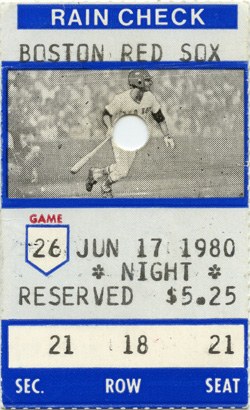 RAIN CHECK
BOSTON RED SOX
GAME
26 JUN 17 1980
* NIGHT *
RESERVED $5.25
21 18 21
SEC. ROW SEAT